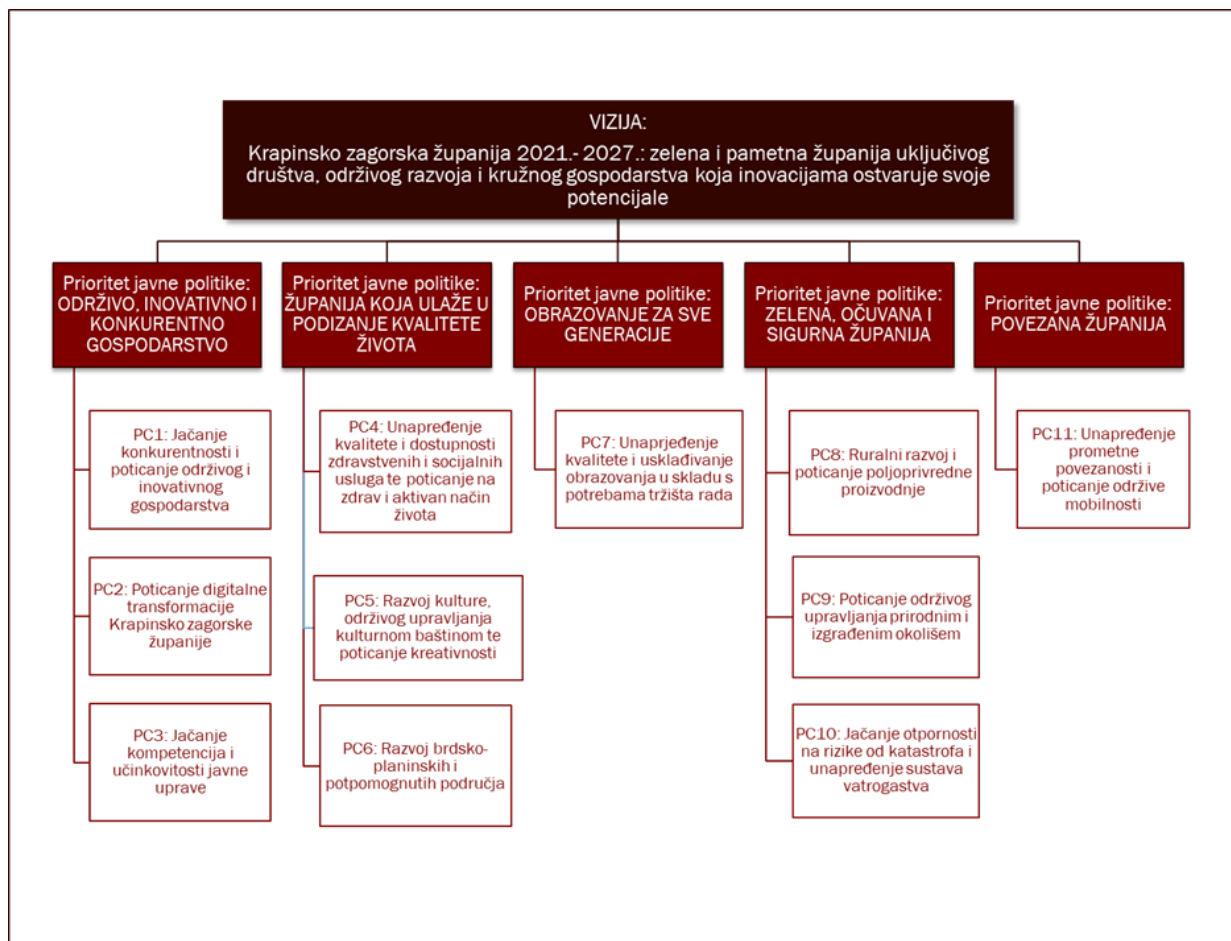 VIZIJA:
Krapinsko zagorska županija 2021.- 2027.: zelena i pametna županija uključivog
društva, održivog razvoja i kružnog gospodarstva koja inovacijama ostvaruje svoje
potencijale
Prioritet javne politike:
ODRŽIVO, INOVATIVNO I
KONKURENTNO
GOSPODARSTVO
PC1: Jačanje
konkurentnosti i
poticanje održivog i
inovativnog
gospodarstva
PC2: Poticanje digitalne
transformacije
Krapinsko zagorske
županije
PC3: Jačanje
kompetencija i
učinkovitosti javne
uprave
Prioritet javne politike:
ŽUPANIJA KOJA ULAŽE U
PODIZANJE KVALITETE
ŽIVOTA
PC4: Unapređenje
kvalitete i dostupnosti
zdravstvenih i socijalnih
usluga te poticanje na
zdrav i aktivan način
života
PC5: Razvoj kulture,
održivog upravljanja
kulturnom baštinom te
poticanje kreativnosti
PC6: Razvoj brdsko-
planinskih i
potpomognutih područja
Prioritet javne politike:
OBRAZOVANJE ZA SVE
GENERACIJE
PC7: Unaprjeđenje
kvalitete i usklađivanje
obrazovanja u skladu s
potrebama tržišta rada
Prioritet javne politike:
ZELENA, OČUVANA I
SIGURNA ŽUPANIJA
PC8: Ruralni razvoj i
poticanje poljoprivredne
proizvodnje
PC9: Poticanje održivog
upravljanja prirodnim i
izgrađenim okolišem
PC10: Jačanje otpornosti
na rizike od katastrofa i
unapređenje sustava
vatrogastva
Prioritet javne politike:
POVEZANA ŽUPANIJA
PC11: Unapređenje
prometne
povezanosti i
poticanje održive
mobilnosti